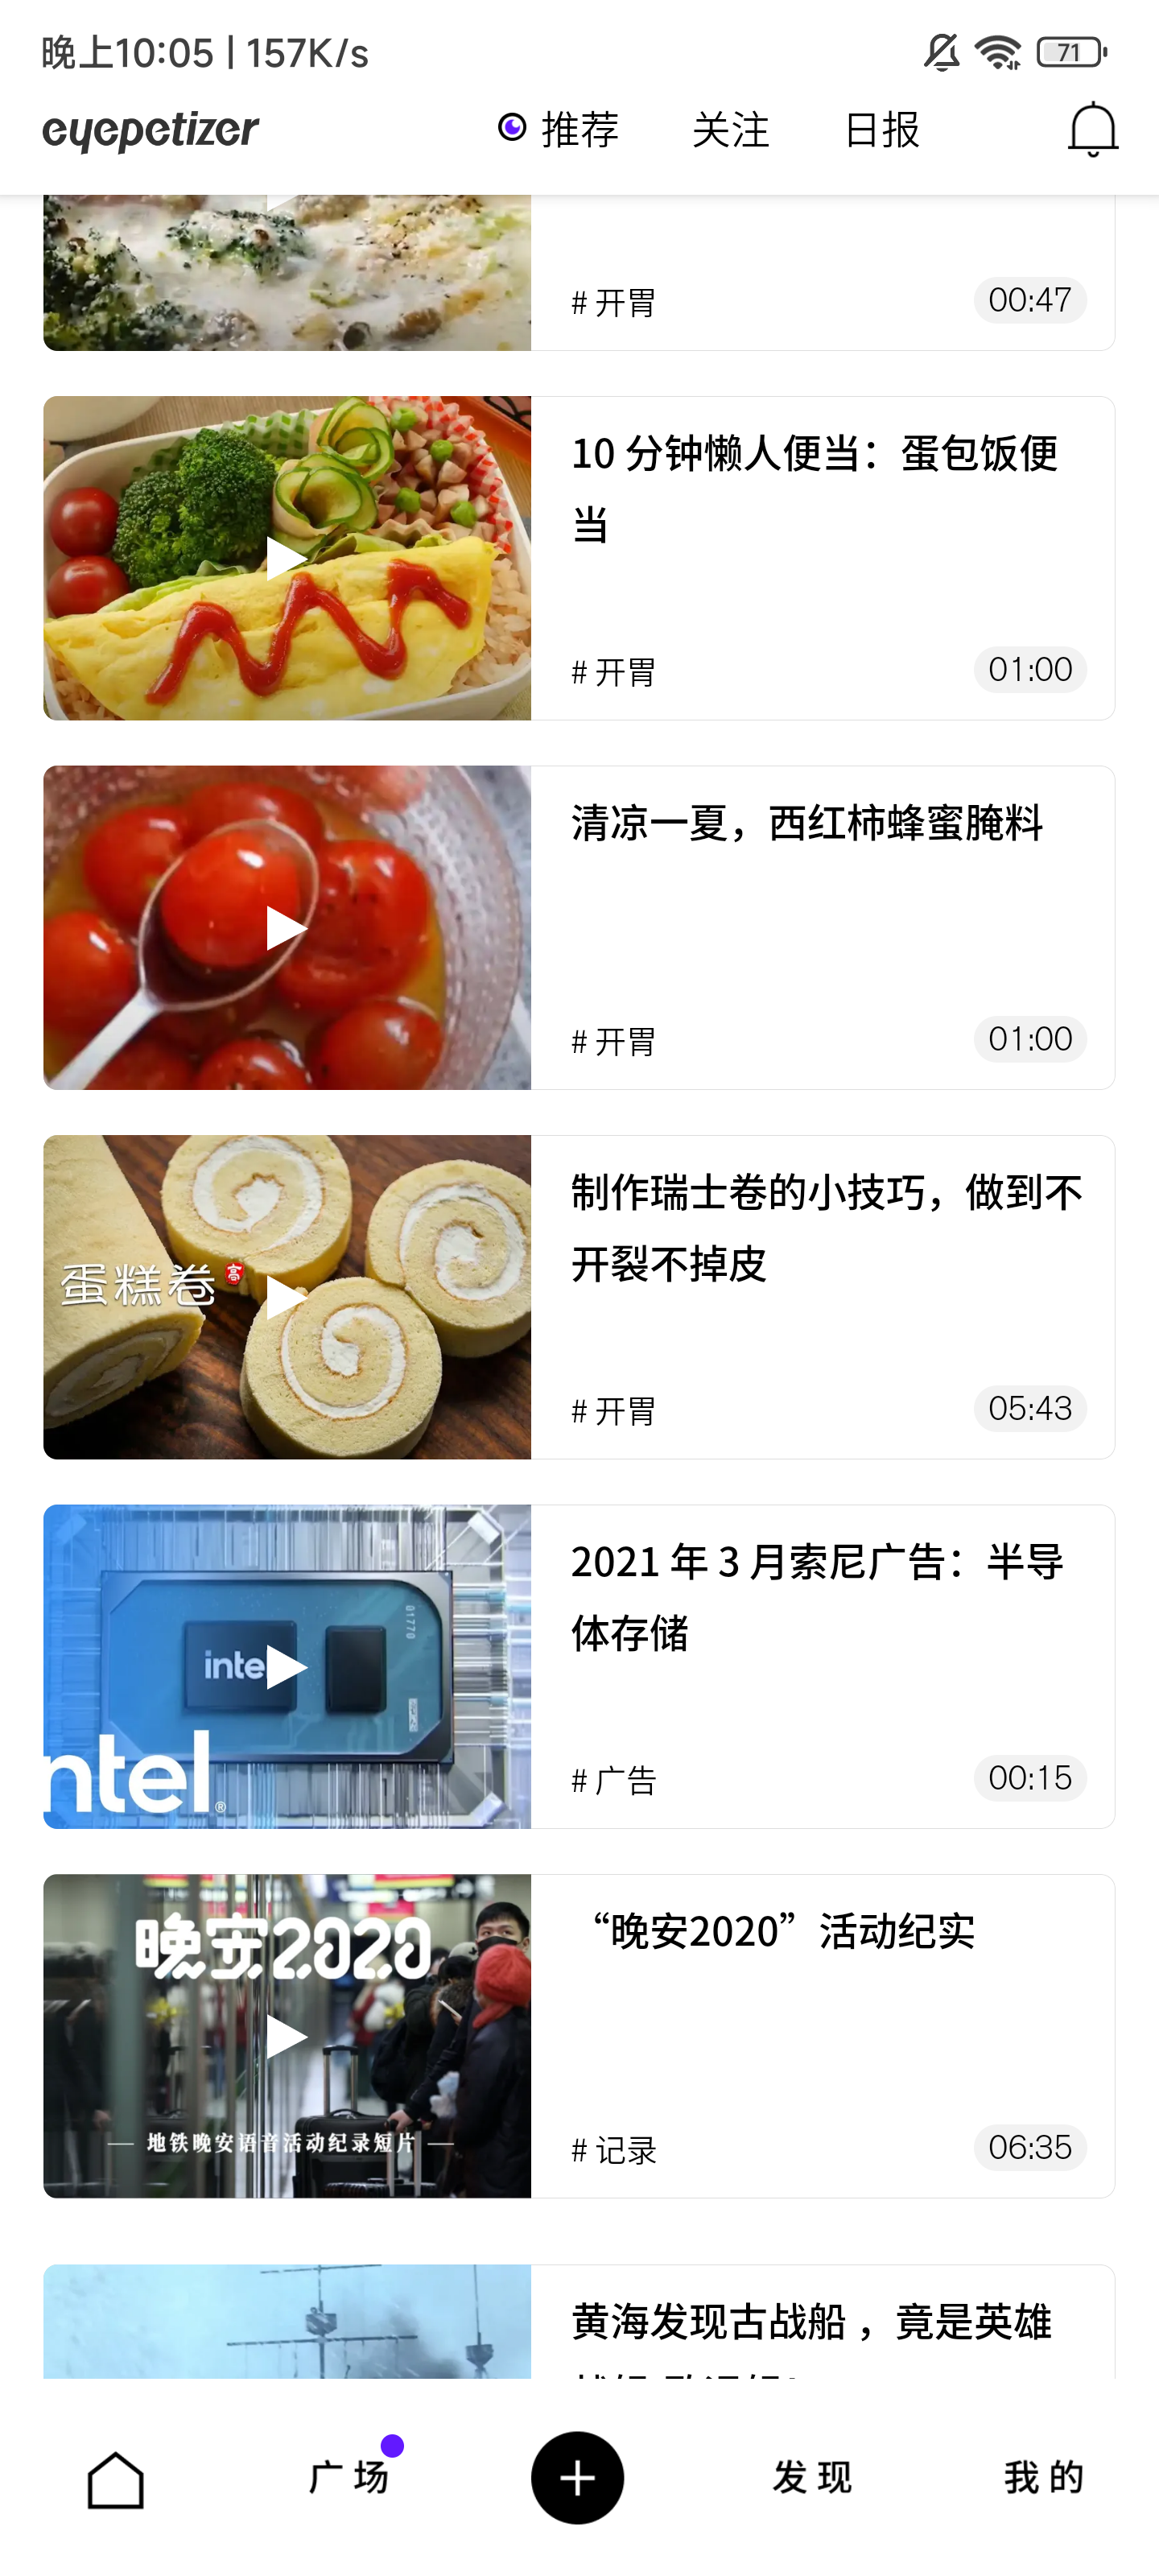 晚上10:05 | 157K/s
71
eyepetizer
推荐
关注
日报
# 开胃
00:47
10 分钟懒人便当：蛋包饭便
当
# 开胃
01:00
清凉一夏，西红柿蜂蜜腌料
# 开胃
01:00
蛋糕卷
高
制作瑞士卷的小技巧，做到不
开裂不掉皮
# 开胃
05:43
01770
intel
ntel®
2021 年 3 月索尼广告：半导
体存储
# 广告
00:15
晚安2020
地铁晚安语音活动纪录短片
“晚安2020”活动纪实
# 记录
06:35
黄海发现古战船 ，竟是英雄
广场
发现
我的